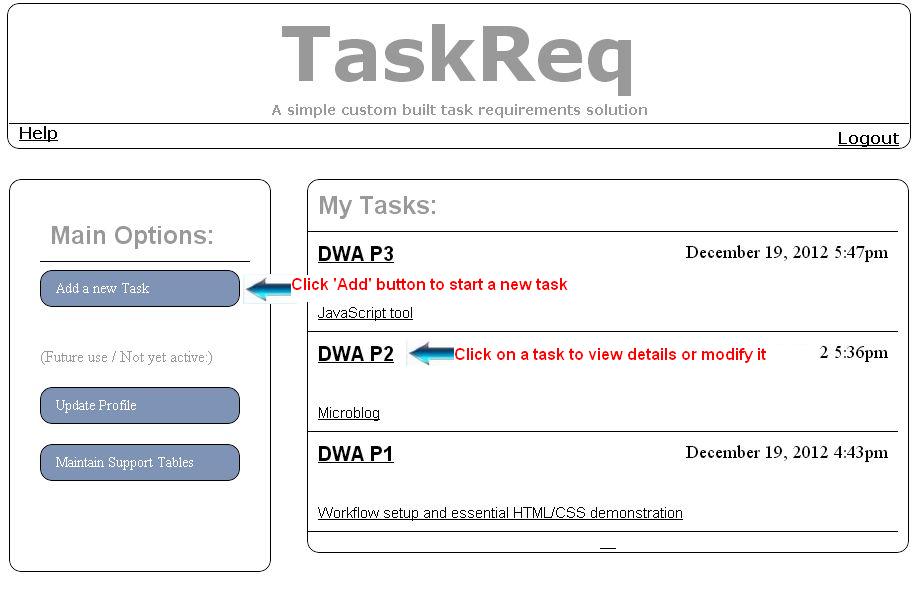 TaskReq
A simple custom built task requirements solution
Help
Logout
Main Options:
Add a new Task
Click 'Add' button to start a new task
(Future use / Not yet active:)
Update Profile
Maintain Support Tables
My Tasks:
DWA P3 December 19, 2012 5:47pm
JavaScript tool
DWA P2 Click on a task to view details or modify it 2 5:36pm
Microblog
DWA P1 December 19, 2012 4:43pm
Workflow setup and essential HTML/CSS demonstration